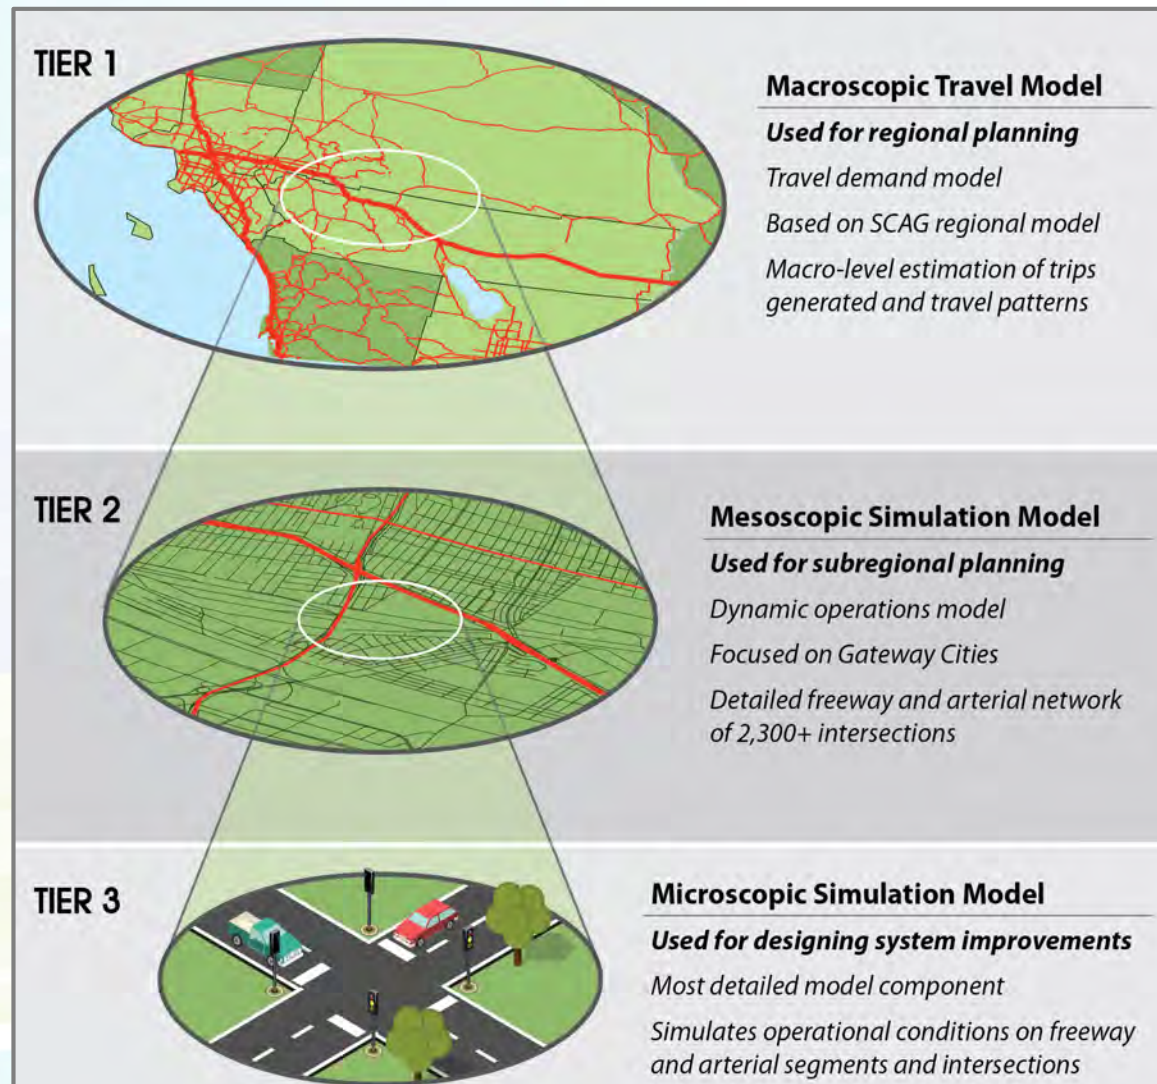 TIER 1
Macroscopic Travel Model
Used for regional planning
Travel demand model
Based on SCAG regional model
Macro-level estimation of trips
generated and travel patterns
TIER 2
Mesoscopic Simulation Model
Used for subregional planning
Dynamic operations model
Focused on Gateway Cities
Detailed freeway and arterial network
of 2,300+ intersections
TIER 3
Microscopic Simulation Model
Used for designing system improvements
Most detailed model component
Simulates operational conditions on freeway
and arterial segments and intersections